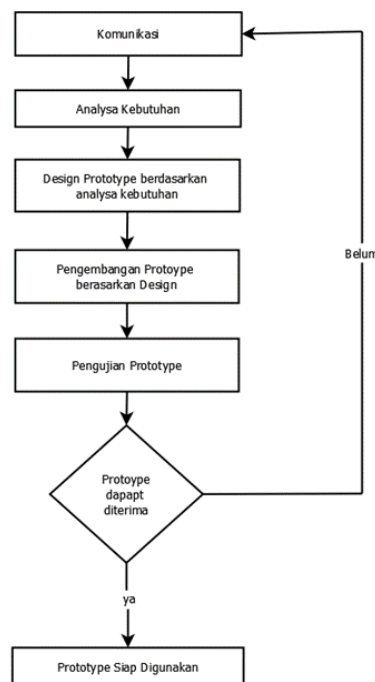 Komunikasi
Analysa Kebutuhan
Design Prototype berdasarkan
analysa kebutuhan
Pengembangan Protoype
berasarkan Design
Pengujian Prototype
Belum
Protoype
dapapt
diterima
ya
Prototype Siap Digunakan